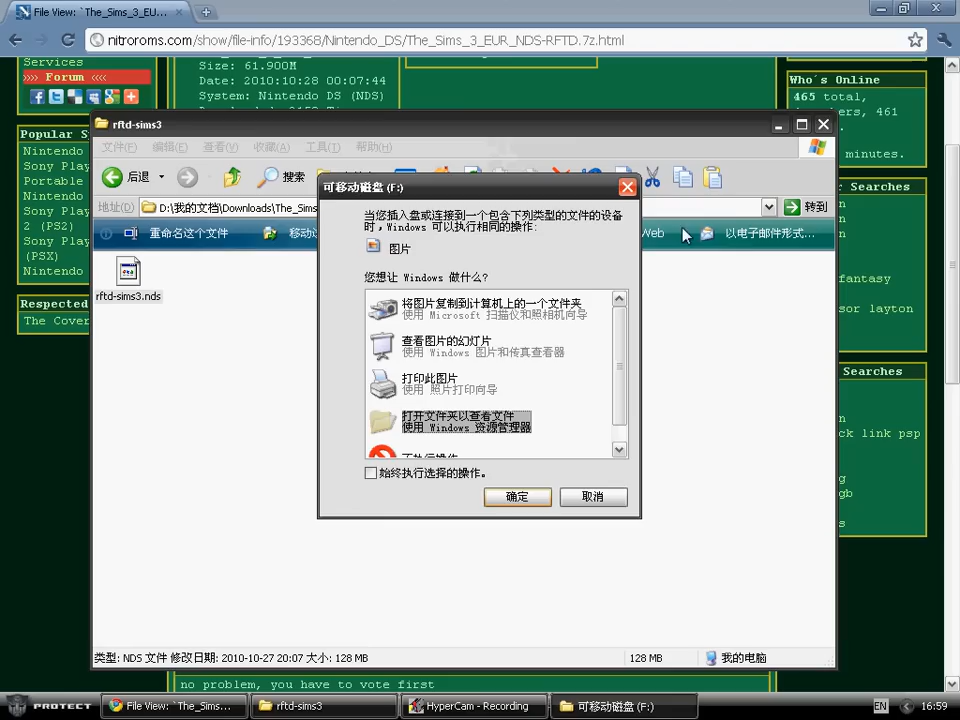 File View: `The_Sims_3_EU...
nitroroms.com/show/file-info/193368/Nintendo_DS/The_Sims_3_EUR_NDS-RFTD.7z.html
Services
»»» Forum «««
Size: 61.900M
Date: 2010:10:28 00:07:44
System: Nintendo DS (NDS)
Who´s Online
465 total,
461
minutes.
Popular S
Nintendo
Sony Play
Portable
Nintendo
Sony Play
2 (PS2)
Sony Play
(PSX)
Nintendo
Respected
The Cover
Searches
fantasy
sor layton
Searches
ck link psp
rftd-sims3
文件(F)
编辑(E)
查看(V)
收藏(A)
工具(T)
帮助(H)
后退
搜索
地址(D)
D:\我的文档\Downloads\The_Sims
转到
重命名这个文件
移动
Web
以电子邮件形式...
rftd-sims3.nds
可移动磁盘 (F:)
当您插入盘或连接到一个包含下列类型的文件的设备
时，Windows 可以执行相同的操作:
图片
您想让 Windows 做什么?
将图片复制到计算机上的一个文件夹
使用 Microsoft 扫描仪和照相机向导
查看图片的幻灯片
使用 Windows 图片和传真查看器
打印此图片
使用 照片打印向导
打开文件夹以查看文件
使用 Windows 资源管理器
不执行操作
始终执行选择的操作。
确定
取消
类型: NDS 文件 修改日期: 2010-10-27 20:07 大小: 128 MB
128 MB
我的电脑
no problem, you have to vote first
PROTECT
File View: `The_Sims...
rftd-sims3
HyperCam - Recording
可移动磁盘 (F:)
EN
16:59